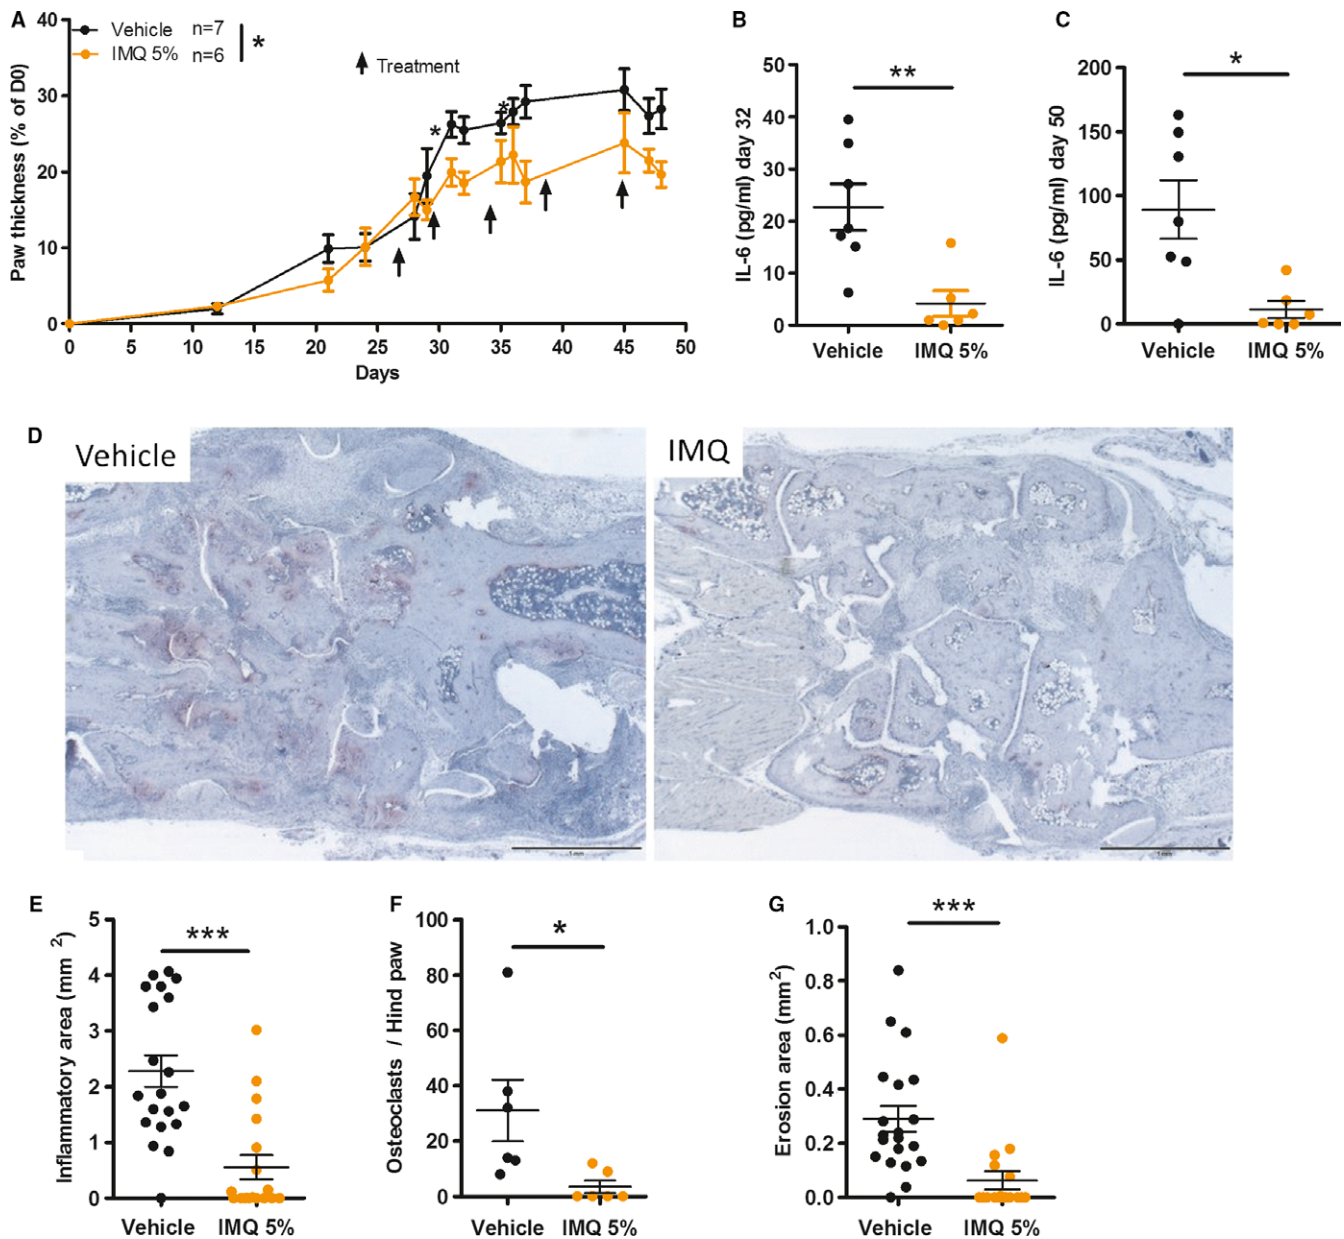 A
Vehicle n=7
IMQ 5% n=6
*
Treatment
Paw thickness (% of D0)
40
30
20
10
0
*
*
0 5 10 15 20 25 30 35 40 45 50
Days
B
IL-6 (pg/ml) day 32
50
40
30
20
10
0
**
Vehicle IMQ 5%
C
IL-6 (pg/ml) day 50
200
150
100
50
0
*
Vehicle IMQ 5%
D
Vehicle
1 mm
IMQ
1 mm
E
Inflammatory area (mm 2)
5
4
3
2
1
0
***
Vehicle IMQ 5%
F
Osteoclasts / Hind paw
100
80
60
40
20
0
*
Vehicle IMQ 5%
G
Erosion area (mm2)
1.0
0.8
0.6
0.4
0.2
0.0
***
Vehicle IMQ 5%